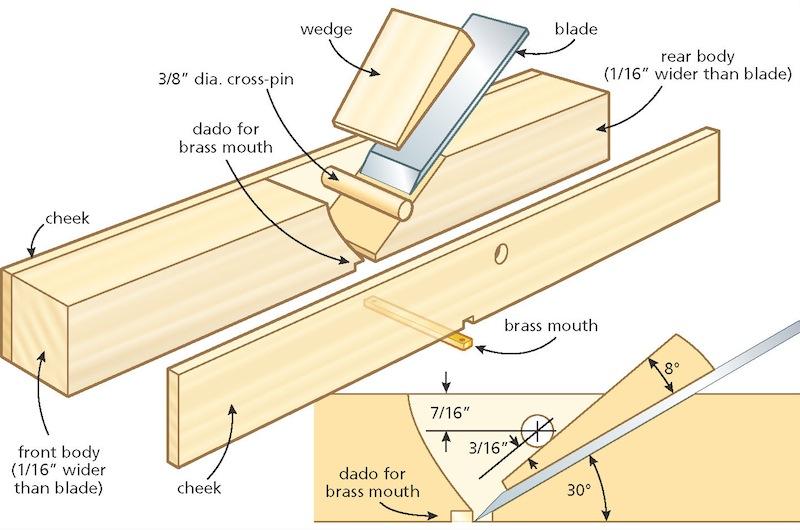 wedge
blade
rear body
(1/16” wider than blade)
3/8” dia. cross-pin
dado for
brass mouth
cheek
brass mouth
8°
7/16”
3/16”
30°
dado for
brass mouth
front body
(1/16” wider
than blade)
cheek